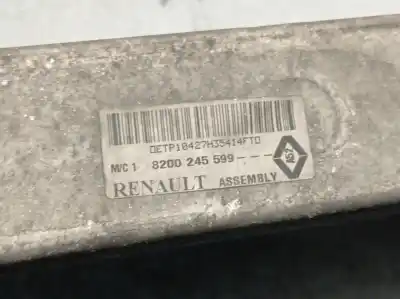 DETP10427H35414FTD
M/C 1 8200 245 599---
RENAULT ASSEMBLY